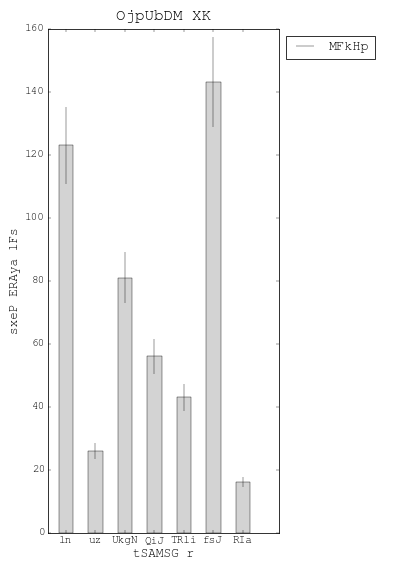 OjpUbDM XK
MFkHp
160
140
120
100
80
60
40
20
0
sxeP ERAya lFs
ln uz UkgN QiJ TRli fsJ RIa
tSAMSG r